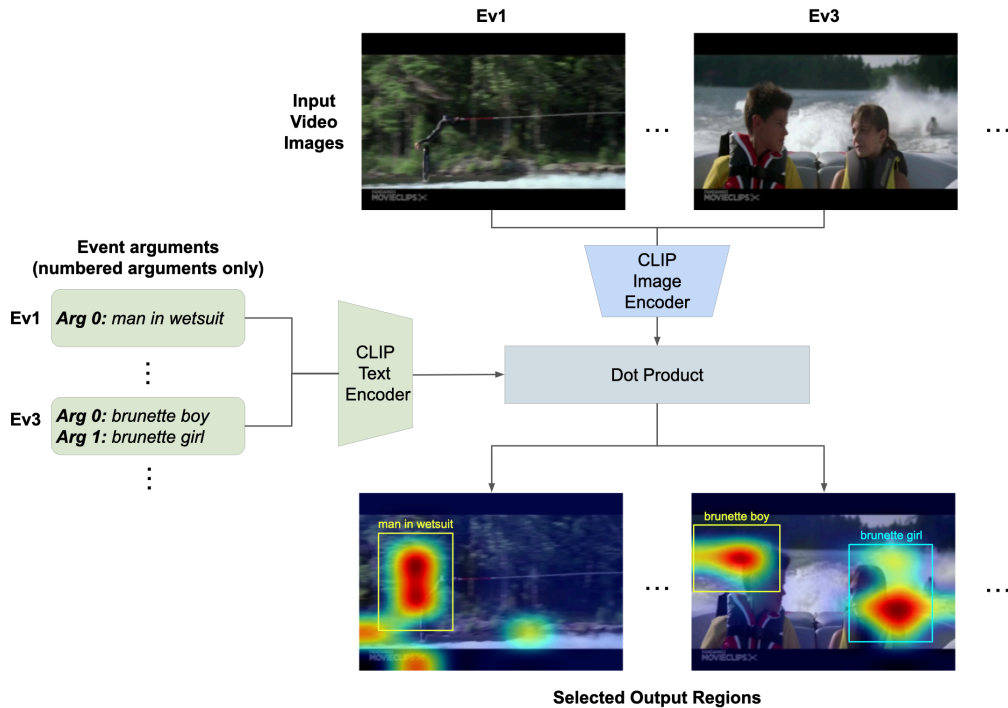 Ev1
Ev3
Input
Video
Images
...
...
MOVIECLIPS
MOVIECLIPS
Event arguments
(numbered arguments only)
Ev1
Arg 0: man in wetsuit
Ev3
Arg 0: brunette boy
Arg 1: brunette girl
CLIP
Image
Encoder
CLIP
Text
Encoder
Dot Product
man in wetsuit
brunette boy
brunette girl
...
...
MOVIECLIPS
MOVIECLIPS
Selected Output Regions